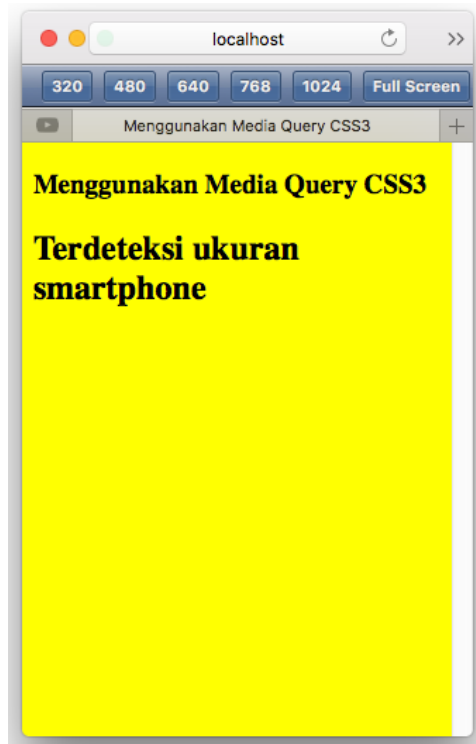 localhost
320 480 640 768 1024 Full Screen
Menggunakan Media Query CSS3
Menggunakan Media Query CSS3
Terdeteksi ukuran
smartphone